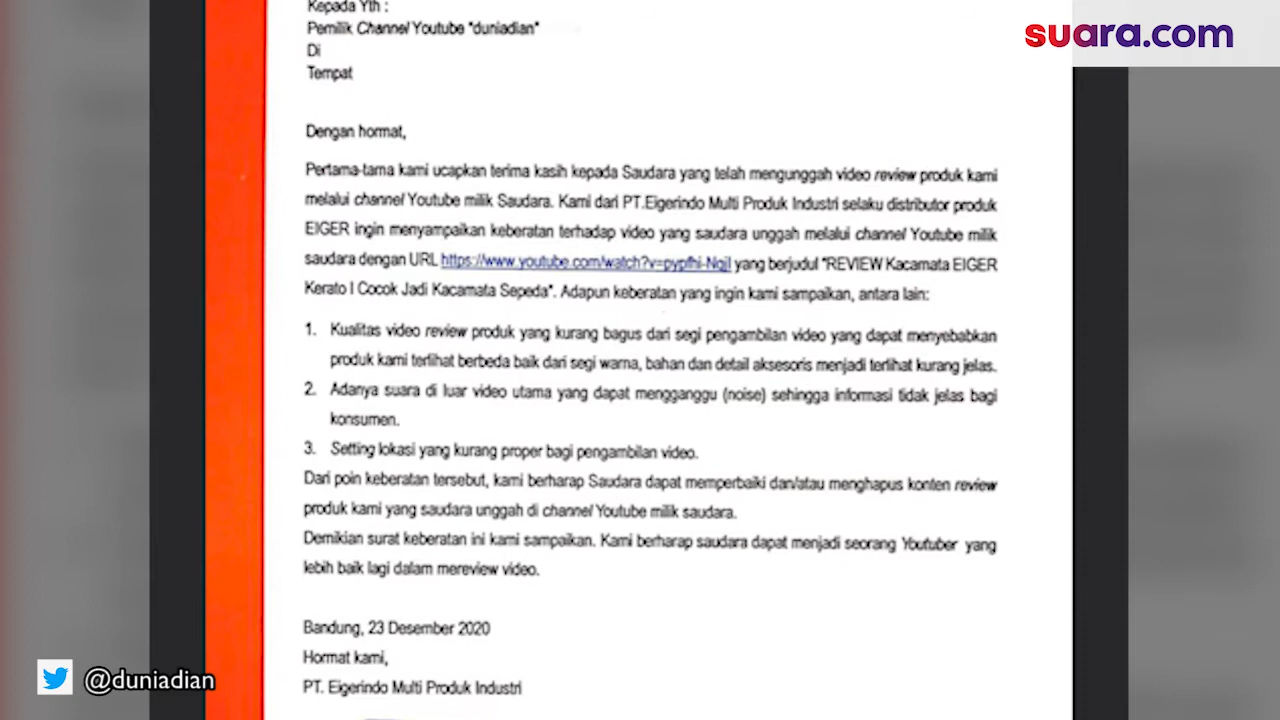 Kepada Yth :
Pemilik Channel Youtube "duniadian"
Di
Tempat
Dengan hormat,
Pertama-tama kami ucapkan terima kasih kepada Saudara yang telah mengunggah video review produk kami
melalui channel Youtube milik Saudara. Kami dari PT.Eigerindo Multi Produk Industri selaku distributor produk
EIGER ingin menyampaikan keberatan terhadap video yang saudara unggah melalui channel Youtube milik
saudara dengan URL https://www.youtube.com/watch?v=pypfhi-NqjI yang berjudul "REVIEW Kacamata EIGER
Kerato I Cocok Jadi Kacamata Sepeda". Adapun keberatan yang ingin kami sampaikan, antara lain:
1. Kualitas video review produk yang kurang bagus dari segi pengambilan video yang dapat menyebabkan
produk kami terlihat berbeda baik dari segi warna, bahan dan detail aksesoris menjadi terlihat kurang jelas.
2. Adanya suara di luar video utama yang dapat mengganggu (noise) sehingga informasi tidak jelas bagi
konsumen.
3. Setting lokasi yang kurang proper bagi pengambilan video.
Dari poin keberatan tersebut, kami berharap Saudara dapat memperbaiki dan/atau menghapus konten review
produk kami yang saudara unggah di channel Youtube milik saudara.
Demikian surat keberatan ini kami sampaikan. Kami berharap saudara dapat menjadi seorang Youtuber yang
lebih baik lagi dalam mereview video.
Bandung, 23 Desember 2020
Hormat kami,
PT. Eigerindo Multi Produk Industri
suara.com
@duniadian